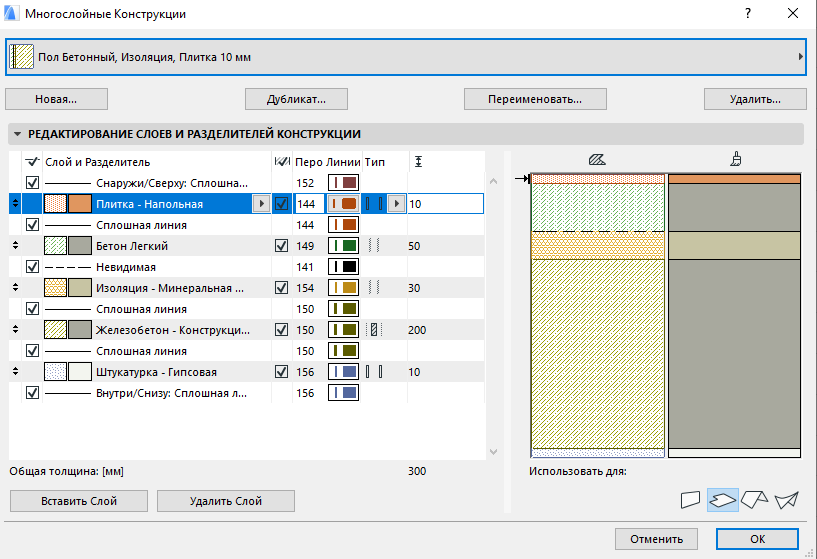 Многослойные Конструкции
?
Пол Бетонный, Изоляция, Плитка 10 мм
Новая... Дубликат... Переименовать... Удалить...
РЕДАКТИРОВАНИЕ СЛОЕВ И РАЗДЕЛИТЕЛЕЙ КОНСТРУКЦИИ
Слой и Разделитель Перо Линии Тип
Снаружи/Сверху: Сплошна... 152
Плитка - Напольная 144 10
Сплошная линия 144
Бетон Легкий 149 50
Невидимая 141
Изоляция - Минеральная ... 154 30
Сплошная линия 150
Железобетон - Конструкци... 150 200
Сплошная линия 150
Штукатурка - Гипсовая 156 10
Внутри/Снизу: Сплошная л... 156
Общая толщина: [мм] 300
Использовать для:
Вставить Слой Удалить Слой
Отменить OK